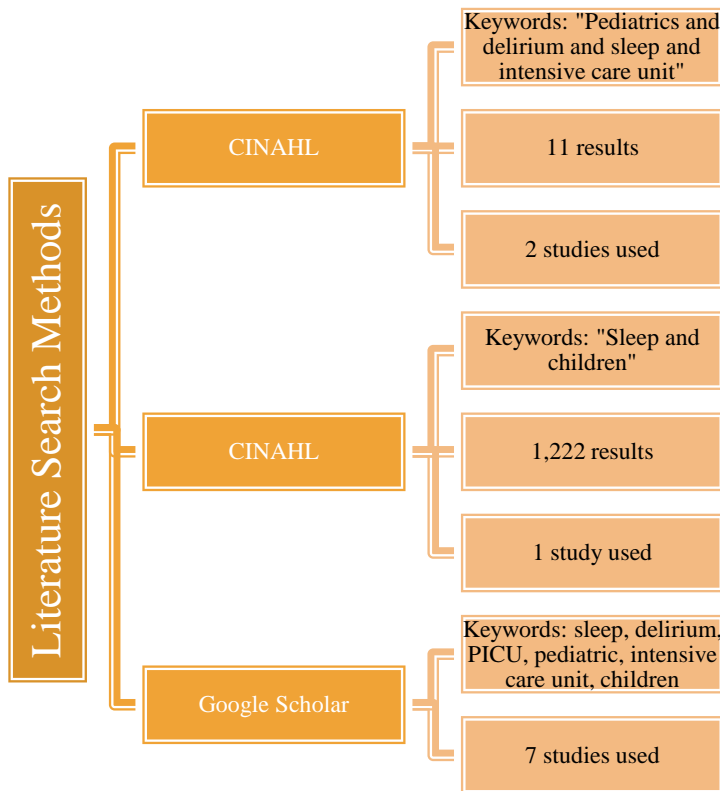 Literature Search Methods
CINAHL
Keywords: "Pediatrics and
delirium and sleep and
intensive care unit"
11 results
2 studies used
CINAHL
Keywords: "Sleep and
children"
1,222 results
1 study used
Google Scholar
Keywords: sleep, delirium,
PICU, pediatric, intensive
care unit, children
7 studies used